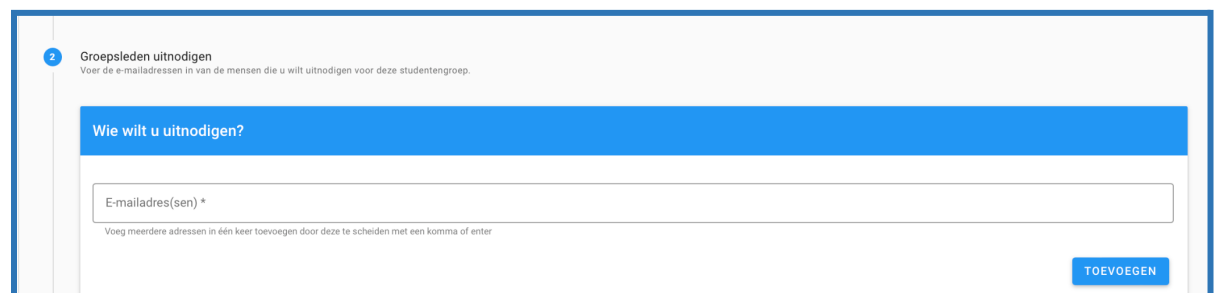 2
Groepsleden uitnodigen
Voer de e-mailadressen in van de mensen die u wilt uitnodigen voor deze studentengroep.
Wie wilt u uitnodigen?
E-mailadres(sen) *
Voeg meerdere adressen in één keer toevoegen door deze te scheiden met een komma of enter
TOEVOEGEN